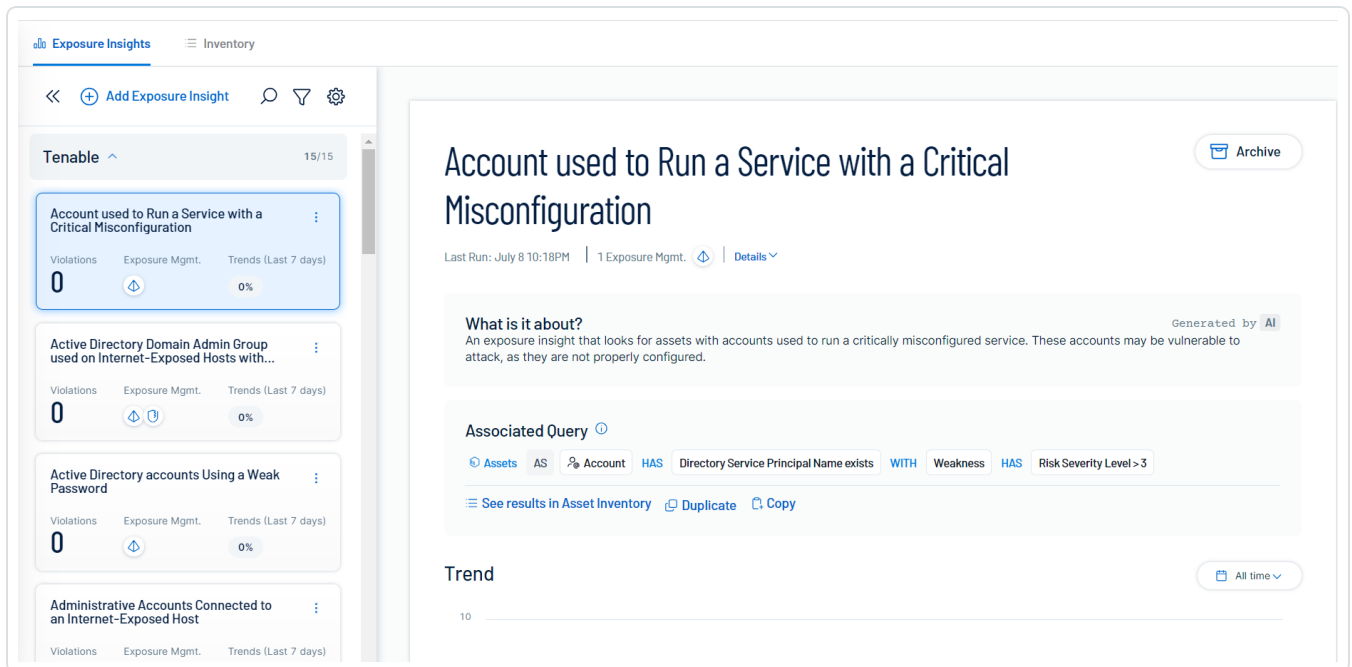 Exposure Insights
Inventory
Add Exposure Insight
Tenable
15/15
Account used to Run a Service with a
Critical Misconfiguration
Violations Exposure Mgmt. Trends (Last 7 days)
0 0%
Active Directory Domain Admin Group
used on Internet-Exposed Hosts with...
Violations Exposure Mgmt. Trends (Last 7 days)
0 0%
Active Directory accounts Using a Weak
Password
Violations Exposure Mgmt. Trends (Last 7 days)
0 0%
Administrative Accounts Connected to
an Internet-Exposed Host
Violations Exposure Mgmt. Trends (Last 7 days)
Account used to Run a Service with a Critical
Misconfiguration
Archive
Last Run: July 8 10:18PM 1 Exposure Mgmt. Details
What is it about?
Generated by AI
An exposure insight that looks for assets with accounts used to run a critically misconfigured service. These accounts may be vulnerable to
attack, as they are not properly configured.
Associated Query
Assets AS Account HAS Directory Service Principal Name exists WITH Weakness HAS Risk Severity Level > 3
See results in Asset Inventory Duplicate Copy
Trend
All time
10